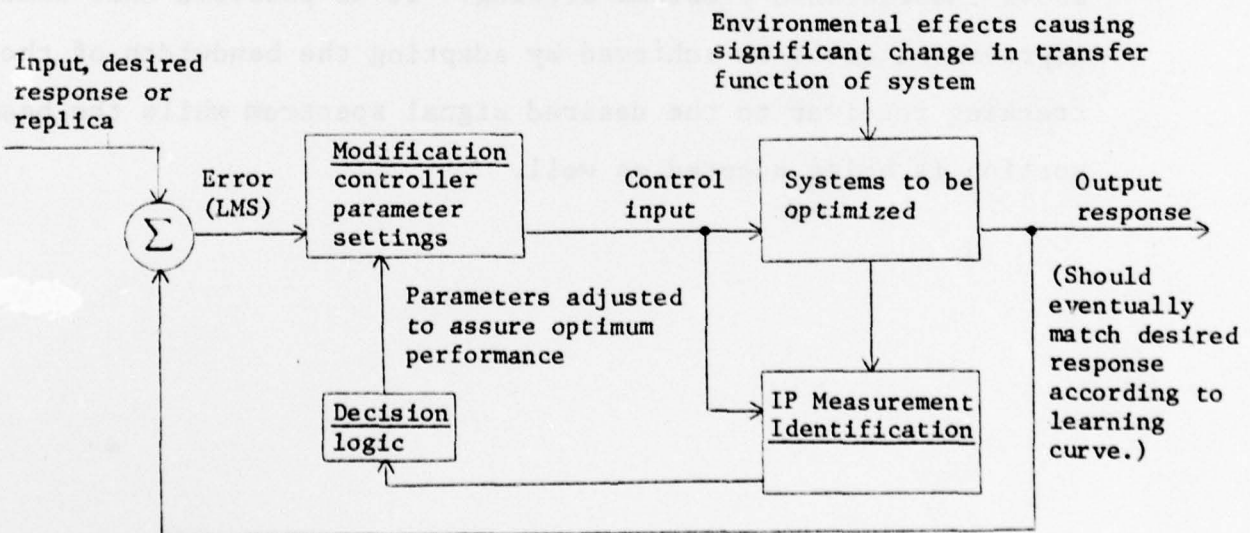 Environmental effects causing
significant change in transfer
function of system
Input, desired
response or
replica
Error
(LMS)
Σ
Modification
controller
parameter
settings
Control
input
Systems to be
optimized
Output
response
(Should
eventually
match desired
response
according to
learning
curve.)
Parameters adjusted
to assure optimum
performance
Decision
logic
IP Measurement
Identification